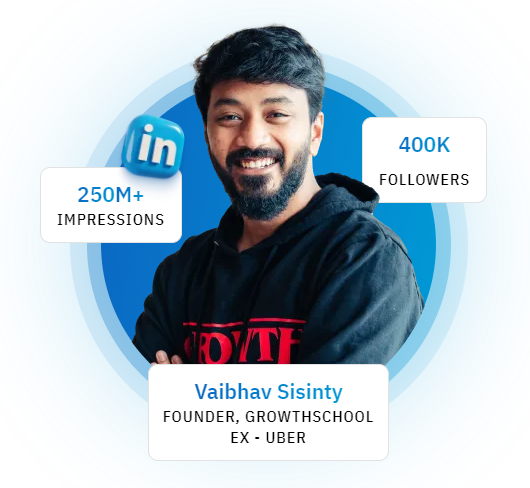 in
400K
FOLLOWERS
250M+
IMPRESSIONS
Vaibhav Sisinty
FOUNDER, GROWTHSCHOOL
EX - UBER